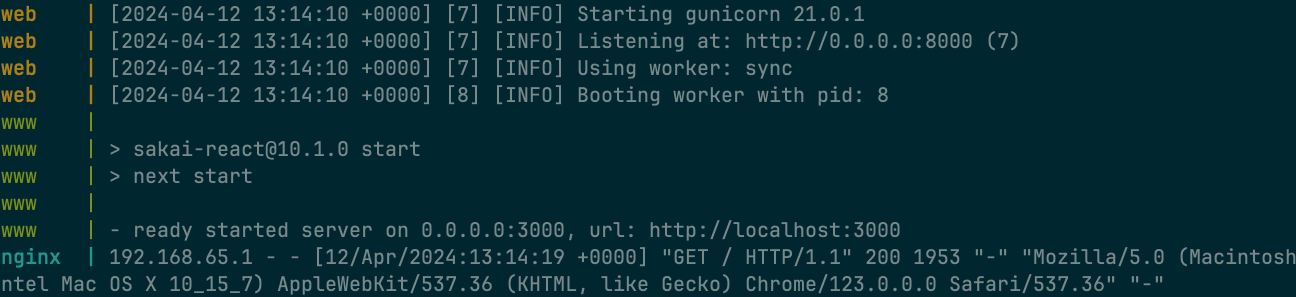 web    | [2024-04-12 13:14:10 +0000] [7] [INFO] Starting gunicorn 21.0.1
web    | [2024-04-12 13:14:10 +0000] [7] [INFO] Listening at: http://0.0.0.0:8000 (7)
web    | [2024-04-12 13:14:10 +0000] [7] [INFO] Using worker: sync
web    | [2024-04-12 13:14:10 +0000] [8] [INFO] Booting worker with pid: 8
www    |
www    | > sakai-react@10.1.0 start
www    | > next start
www    |
www    | - ready started server on 0.0.0.0:3000, url: http://localhost:3000
nginx  | 192.168.65.1 - - [12/Apr/2024:13:14:19 +0000] "GET / HTTP/1.1" 200 1953 "-" "Mozilla/5.0 (Macintosh
ntel Mac OS X 10_15_7) AppleWebKit/537.36 (KHTML, like Gecko) Chrome/123.0.0.0 Safari/537.36" "-"